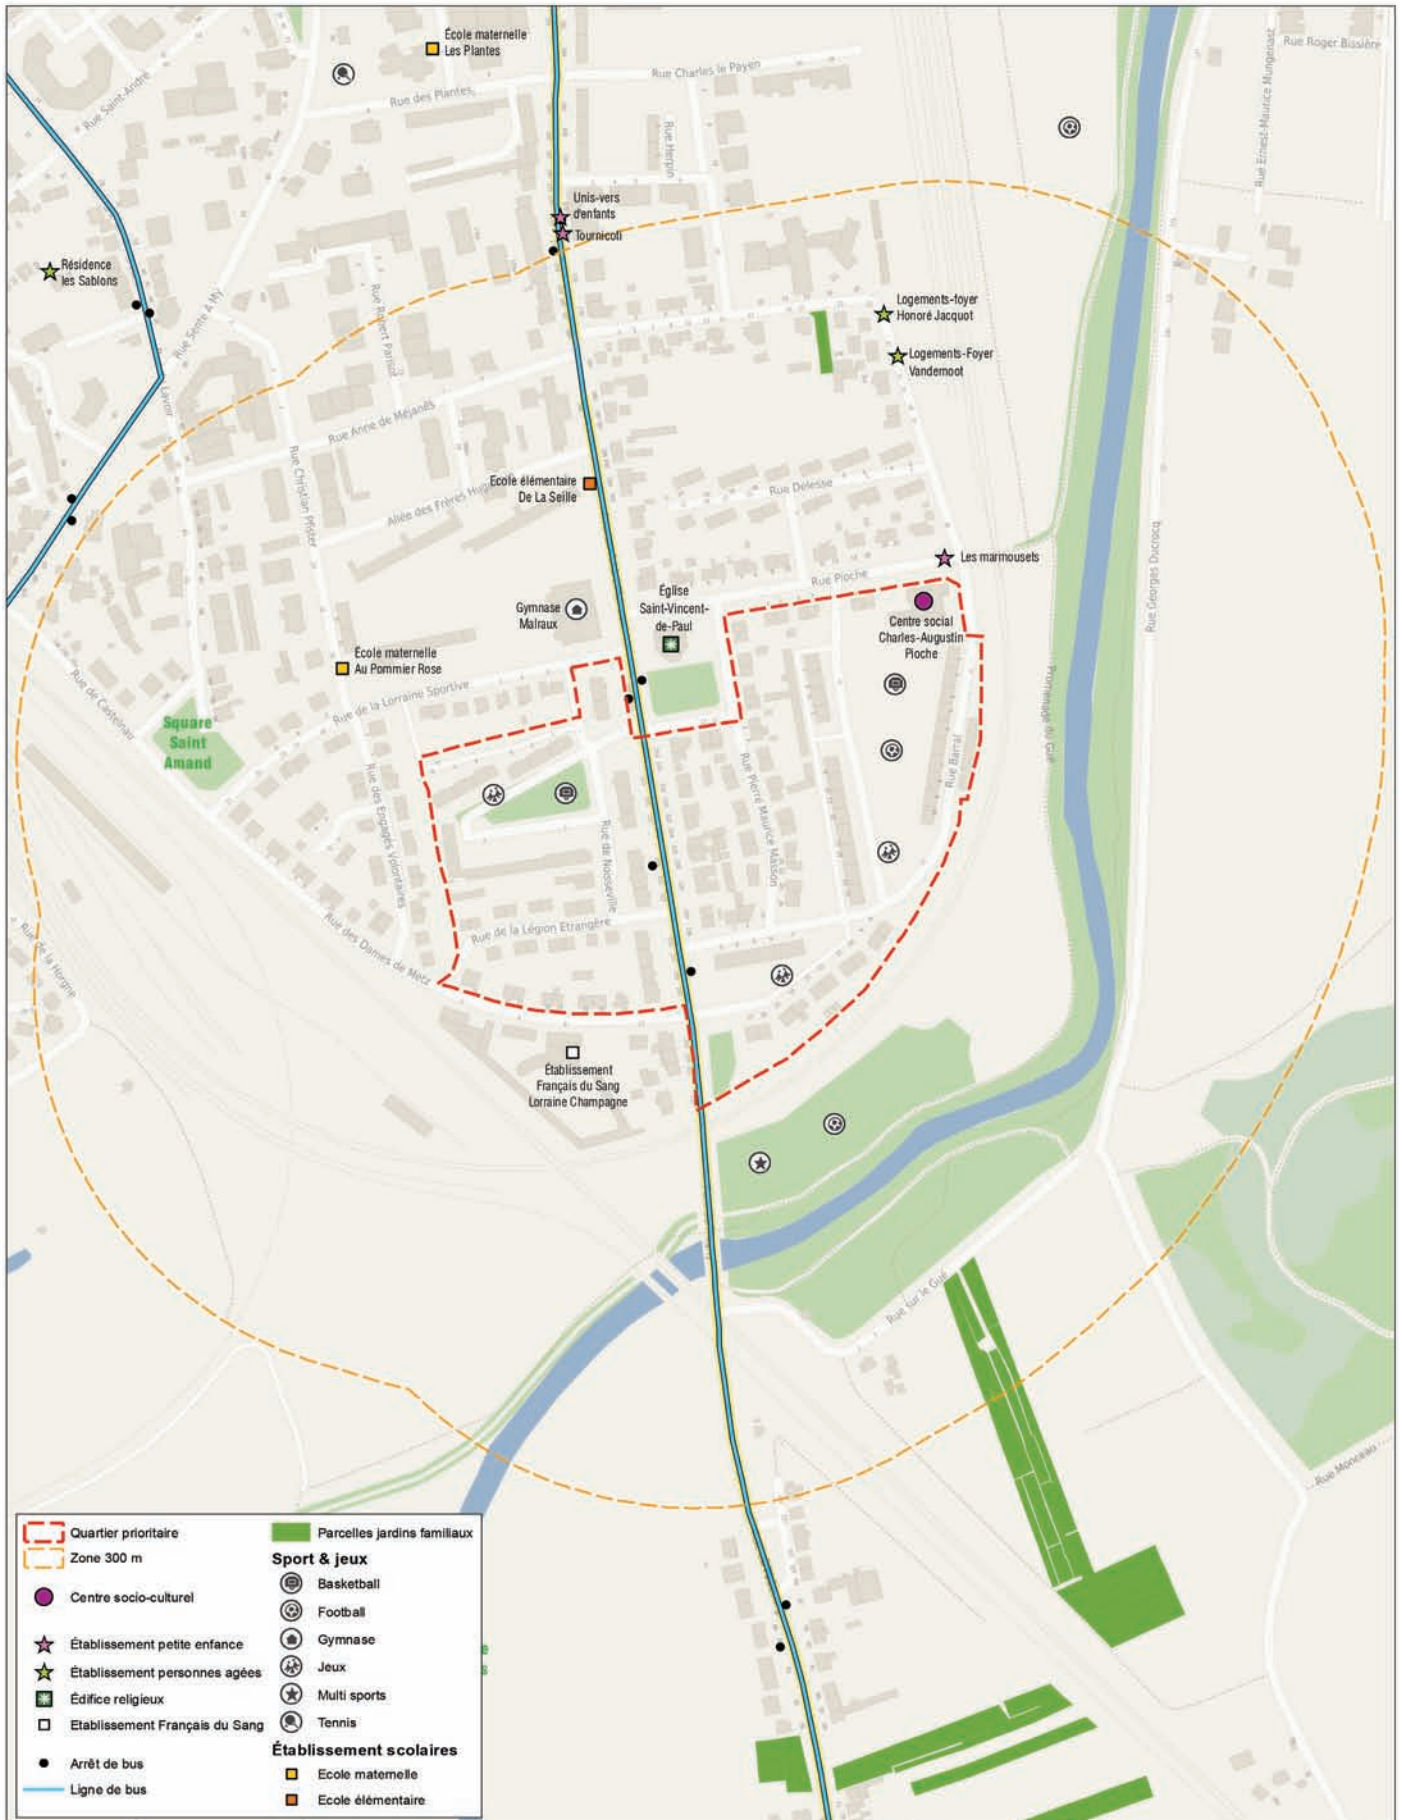 École maternelle
Les Plantes
Rue Saint-André
Rue des Plantes
Rue Charles le Payen
Rue Herpin
Rue Roger Bissière
Rue Ernest-Maurice Mungenast
Unis-vers
d'enfants
Tournicoti
Résidence
les Sablons
Rue Sente A My
Rue Robert Parisot
Logements-foyer
Honoré Jacquot
Logements-Foyer
Vandernoot
Lavoir
Rue Anne de Méjanès
Rue Christian Pfister
Ecole élémentaire
De La Seille
Allée des Frères
Rue Delesse
Les marmousets
Rue Pioche
Rue Georges Ducrocq
Gymnase
Malraux
Église
Saint-Vincent-
de-Paul
Centre social
Charles-Augustin
Pioche
École maternelle
Au Pommier Rose
Rue de la Lorraine Sportive
Rue de Castelnau
Square
Saint
Amand
Promenade du Gué
Rue Barral
Rue Pierre Maurice Masson
Rue des Engagés Volontaires
Rue de Noisseville
Rue de la Légion Etrangère
Rue des Dames de Metz
Rue de la Horgne
Établissement
Français du Sang
Lorraine Champagne
Rue sur le Gué
Rue Monceau
Quartier prioritaire
Zone 300 m
Centre socio-culturel
Établissement petite enfance
Établissement personnes agées
Édifice religieux
Etablissement Français du Sang
Arrêt de bus
Ligne de bus
Parcelles jardins familiaux
Sport & jeux
Basketball
Football
Gymnase
Jeux
Multi sports
Tennis
Établissement scolaires
Ecole maternelle
Ecole élémentaire
e
s